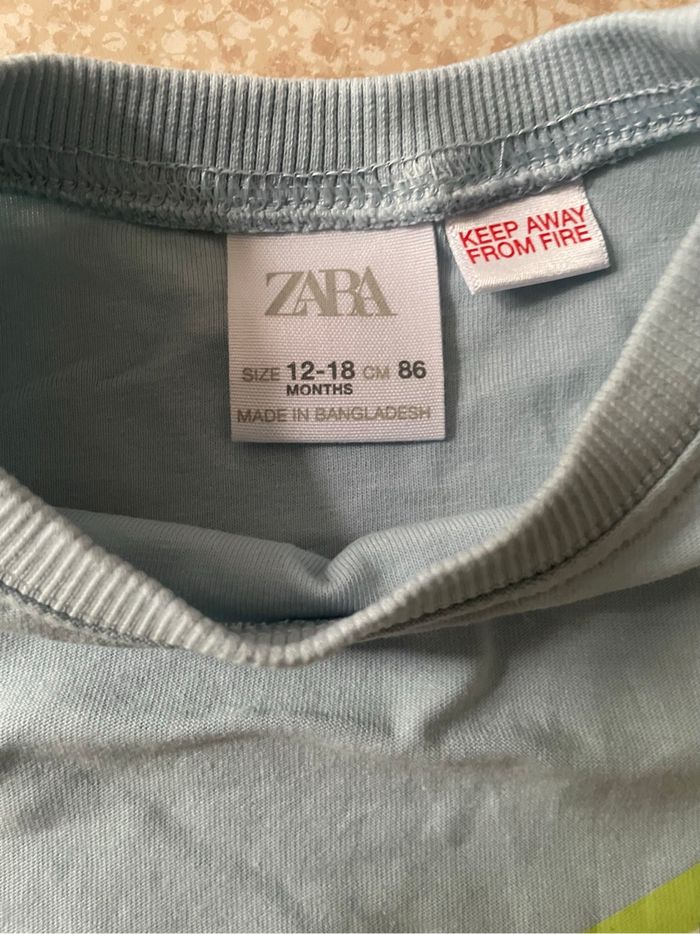 ZARA
SIZE 12-18 CM 86
MONTHS
MADE IN BANGLADESH
KEEP AWAY
FROM FIRE